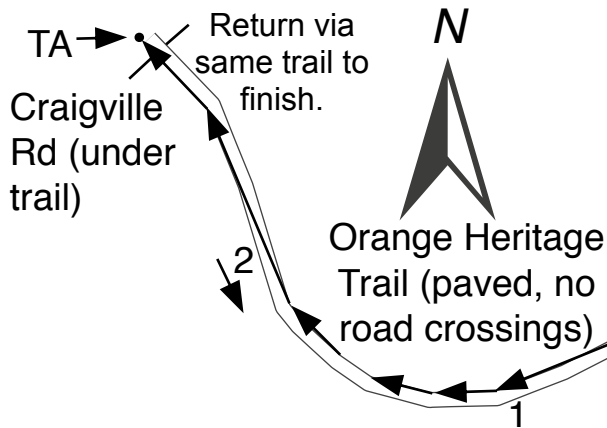 TA
Return via
same trail to
finish.
N
Craigville
Rd (under
trail)
Orange Heritage
Trail (paved, no
road crossings)
2
1